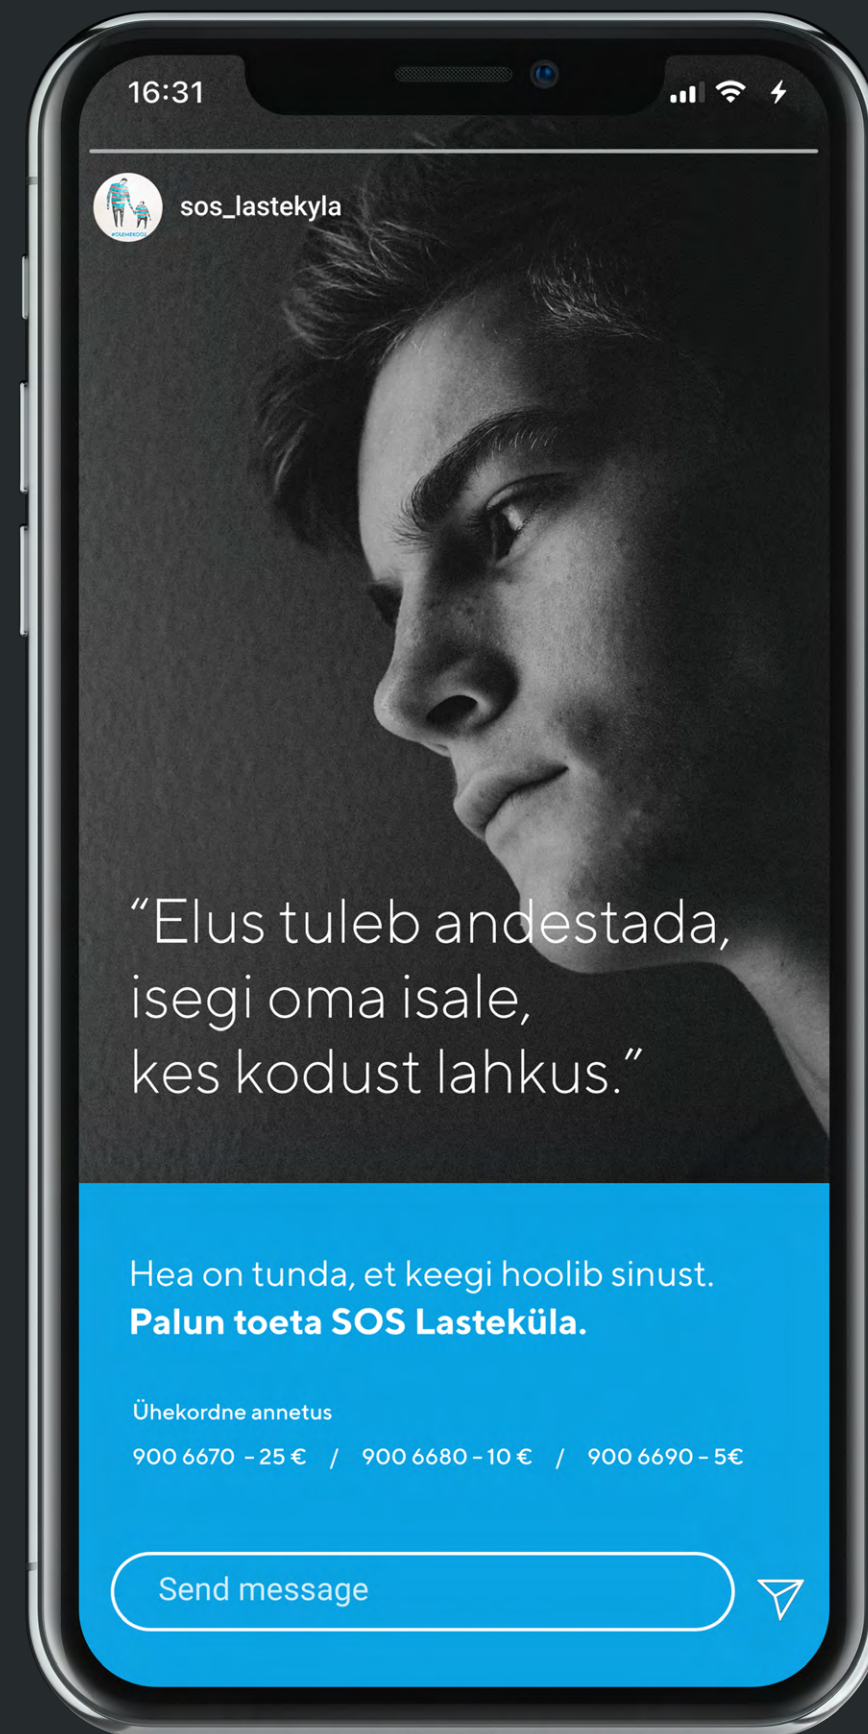 16:31
sos_lastekyla
“Elus tuleb andestada,
isegi oma isale,
kes kodust lahkus.”
Hea on tunda, et keegi hoolib sinust.
Palun toeta SOS Lasteküla.
Ühekordne annetus
900 6670 – 25 € / 900 6680 – 10 € / 900 6690 – 5€
Send message